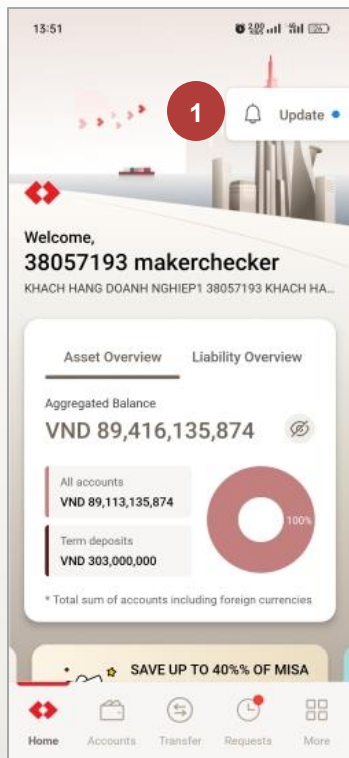 13:51
1
Update
Welcome,
38057193 makerchecker
KHACH HANG DOANH NGHIEP1 38057193 KHACH HA...
Asset Overview Liability Overview
Aggregated Balance
VND 89,416,135,874
All accounts
VND 89,113,135,874
100%
Term deposits
VND 303,000,000
* Total sum of accounts including foreign currencies
SAVE UP TO 40%% OF MISA
Home Accounts Transfer Requests More